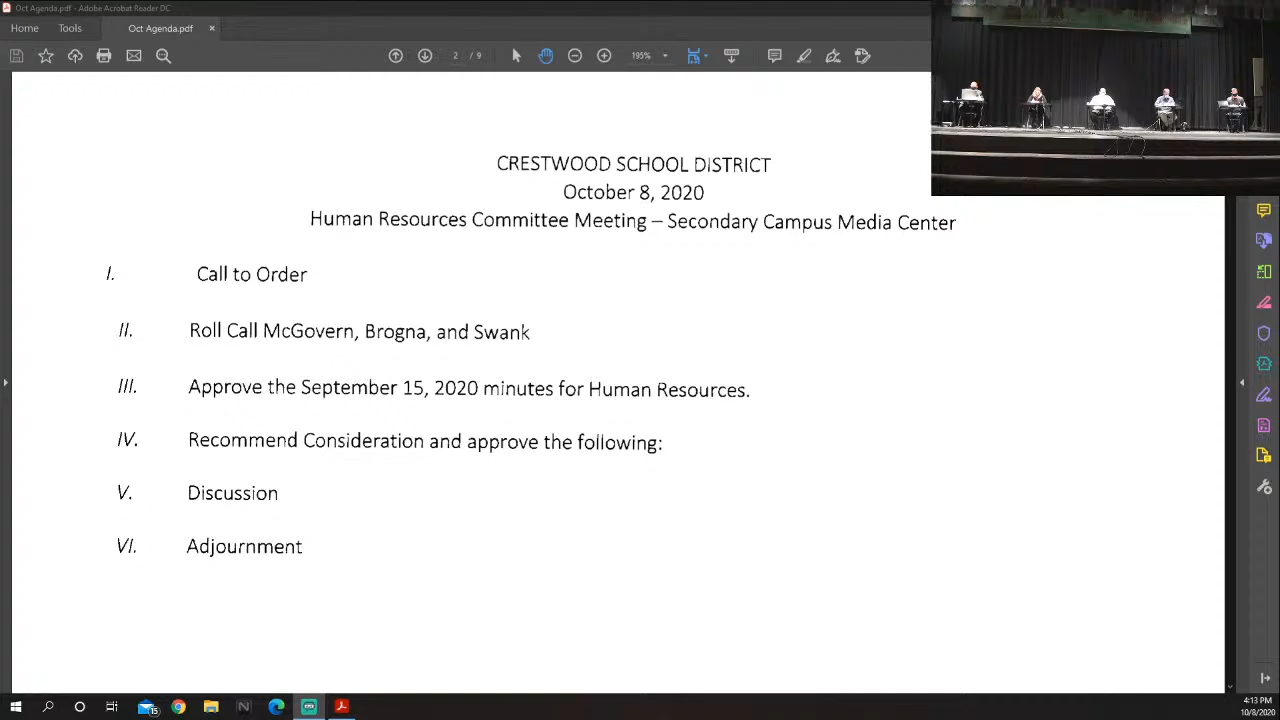 Oct Agenda.pdf - Adobe Acrobat Reader DC
Home Tools Oct Agenda.pdf ×
2 / 9 195%
CRESTWOOD SCHOOL DISTRICT
October 8, 2020
Human Resources Committee Meeting – Secondary Campus Media Center
I. Call to Order
II. Roll Call McGovern, Brogna, and Swank
III. Approve the September 15, 2020 minutes for Human Resources.
IV. Recommend Consideration and approve the following:
V. Discussion
VI. Adjournment
15
4:13 PM
10/8/2020